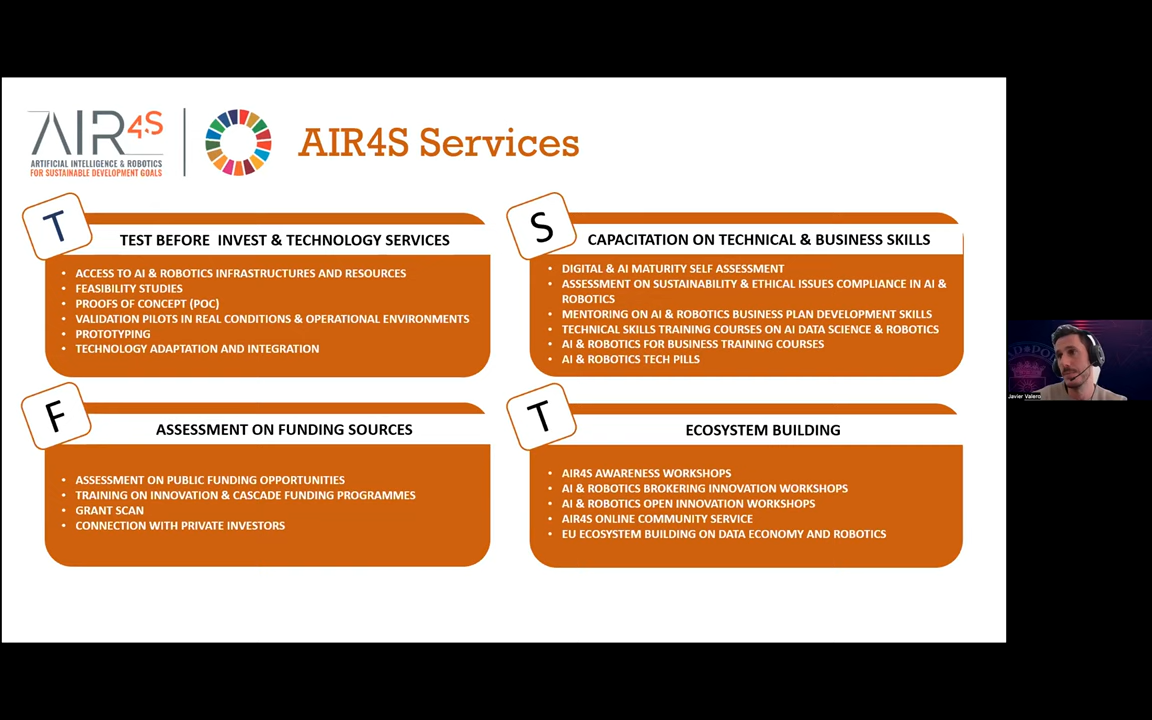 AIR4S
ARTIFICIAL INTELLIGENCE & ROBOTICS
FOR SUSTAINABLE DEVELOPMENT GOALS
AIR4S Services
T
TEST BEFORE INVEST & TECHNOLOGY SERVICES
• ACCESS TO AI & ROBOTICS INFRASTRUCTURES AND RESOURCES
• FEASIBILITY STUDIES
• PROOFS OF CONCEPT (POC)
• VALIDATION PILOTS IN REAL CONDITIONS & OPERATIONAL ENVIRONMENTS
• PROTOTYPING
• TECHNOLOGY ADAPTATION AND INTEGRATION
S
CAPACITATION ON TECHNICAL & BUSINESS SKILLS
• DIGITAL & AI MATURITY SELF ASSESSMENT
• ASSESSMENT ON SUSTAINABILITY & ETHICAL ISSUES COMPLIANCE IN AI &
ROBOTICS
• MENTORING ON AI & ROBOTICS BUSINESS PLAN DEVELOPMENT SKILLS
• TECHNICAL SKILLS TRAINING COURSES ON AI DATA SCIENCE & ROBOTICS
• AI & ROBOTICS FOR BUSINESS TRAINING COURSES
• AI & ROBOTICS TECH PILLS
F
ASSESSMENT ON FUNDING SOURCES
• ASSESSMENT ON PUBLIC FUNDING OPPORTUNITIES
• TRAINING ON INNOVATION & CASCADE FUNDING PROGRAMMES
• GRANT SCAN
• CONNECTION WITH PRIVATE INVESTORS
T
ECOSYSTEM BUILDING
• AIR4S AWARENESS WORKSHOPS
• AI & ROBOTICS BROKERING INNOVATION WORKSHOPS
• AI & ROBOTICS OPEN INNOVATION WORKSHOPS
• AIR4S ONLINE COMMUNITY SERVICE
• EU ECOSYSTEM BUILDING ON DATA ECONOMY AND ROBOTICS
Javier Valero